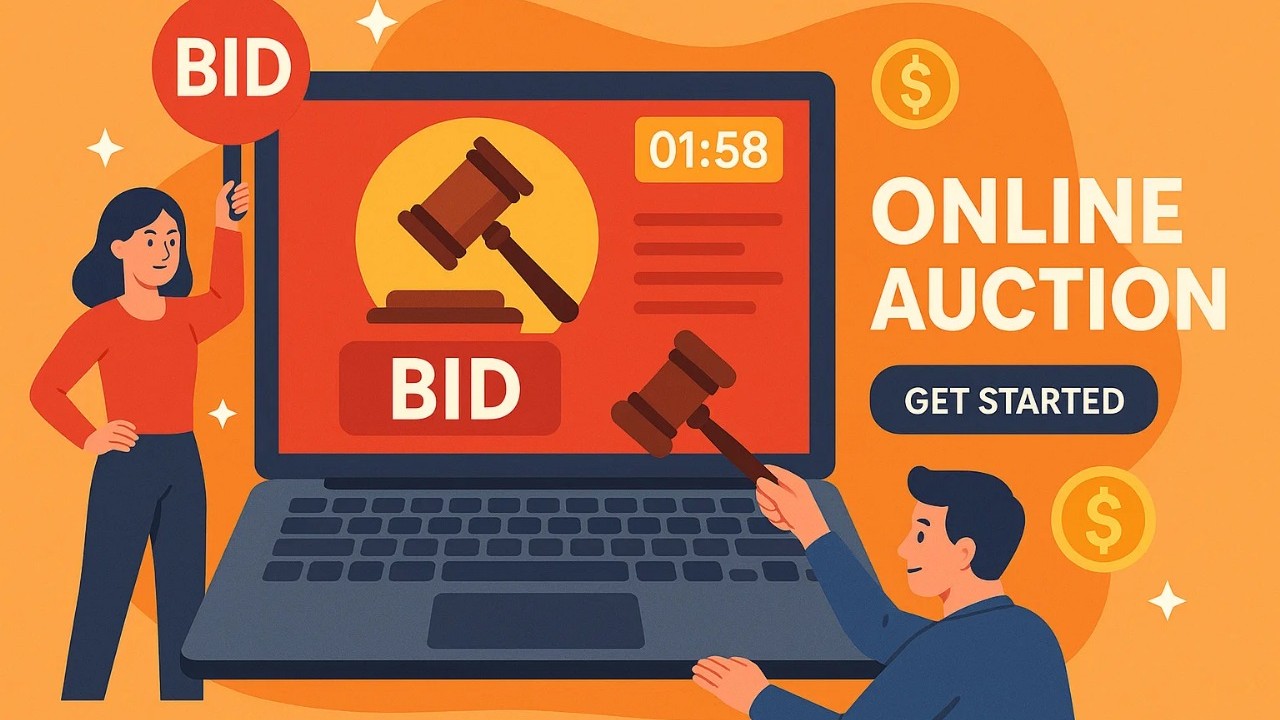 BID
01:58
BID
ONLINE
AUCTION
GET STARTED
$
$